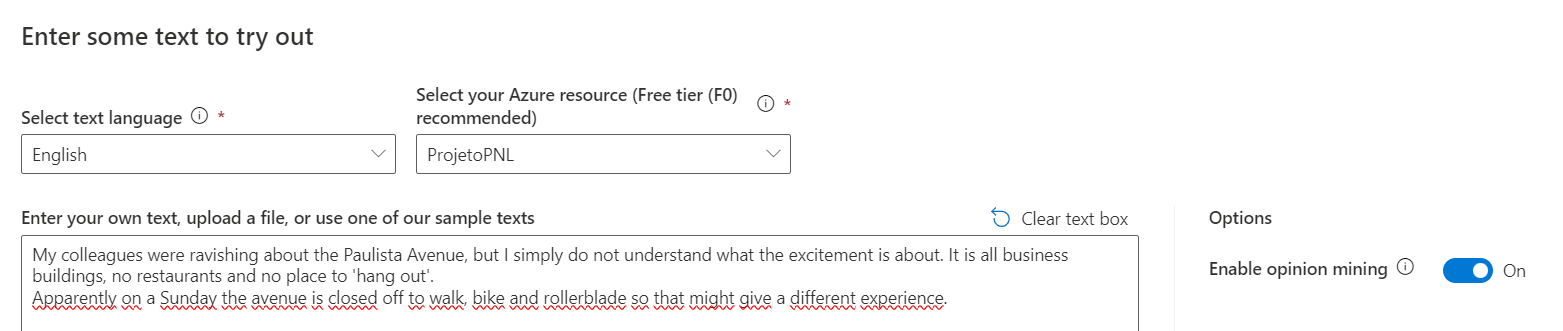 Enter some text to try out
Select text language *
Select your Azure resource (Free tier (F0)
recommended) *
English
ProjetoPNL
Enter your own text, upload a file, or use one of our sample texts
Clear text box
My colleagues were ravishing about the Paulista Avenue, but I simply do not understand what the excitement is about. It is all business
buildings, no restaurants and no place to 'hang out'.
Apparently on a Sunday the avenue is closed off to walk, bike and rollerblade so that might give a different experience.
Options
Enable opinion mining
On